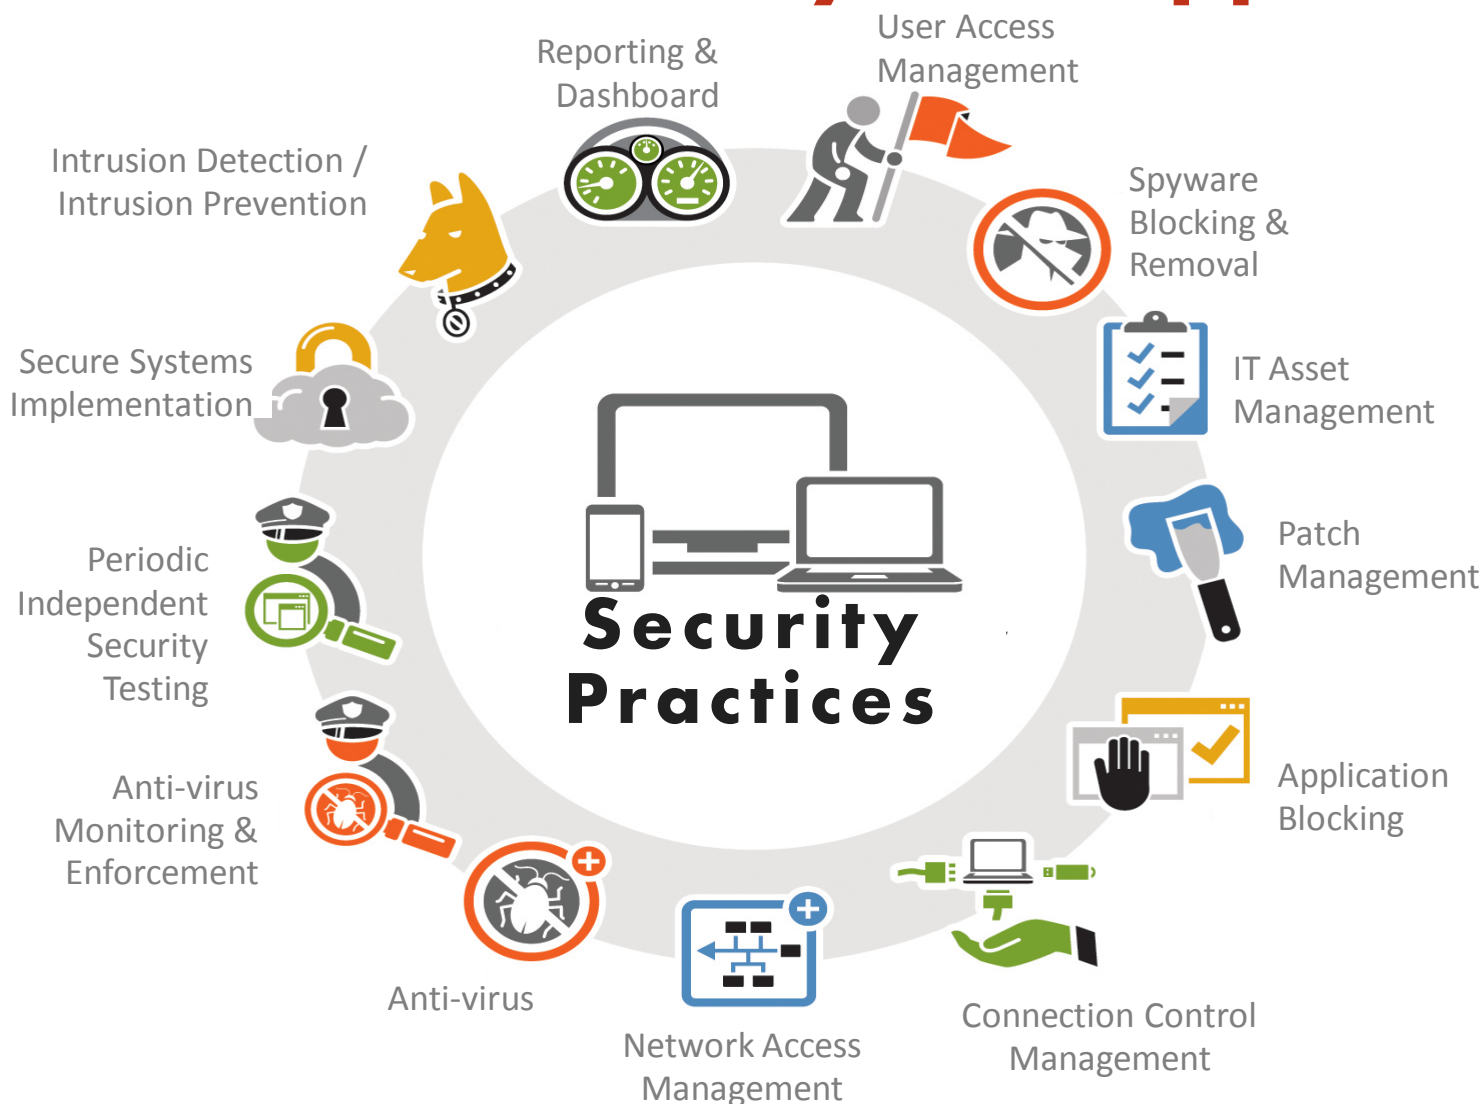 Reporting &
Dashboard
User Access
Management
Intrusion Detection /
Intrusion Prevention
Spyware
Blocking &
Removal
Secure Systems
Implementation
IT Asset
Management
Periodic
Independent
Security
Testing
Patch
Management
Security
Practices
Anti-virus
Monitoring &
Enforcement
Application
Blocking
Anti-virus
Network Access
Management
Connection Control
Management